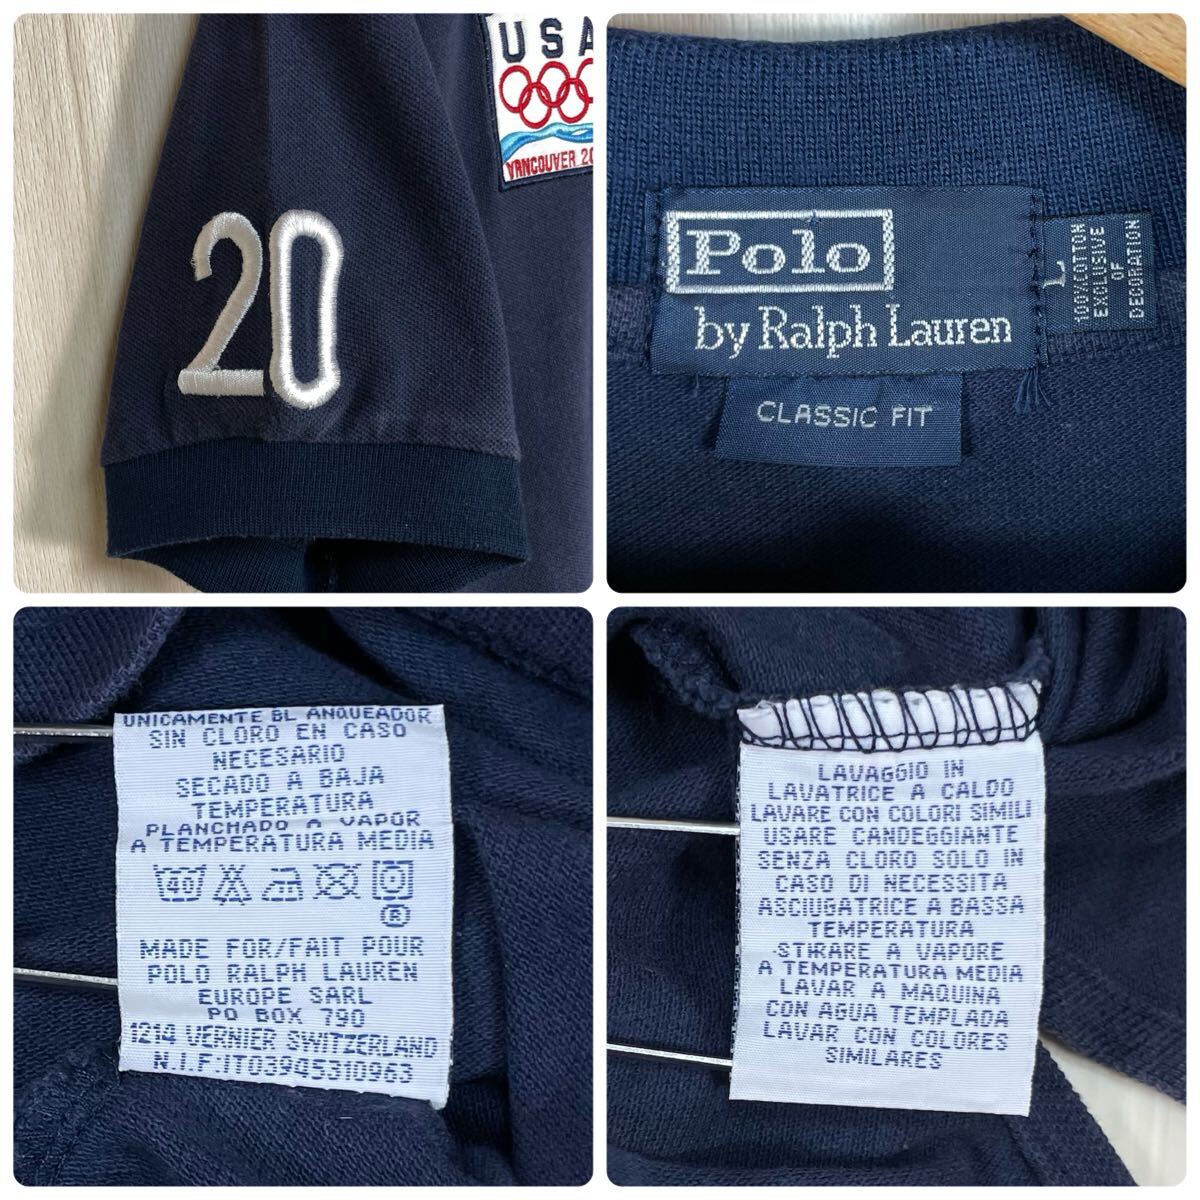 USA
VANCOUVER 20
20
Polo
by Ralph Lauren
CLASSIC FIT
L
100% COTTON
EXCLUSIVE
OF
DECORATION
UNICAMENTE BL ANQUEADOR
SIN CLORO EN CASO
NECESARIO
SECADO A BAJA
TEMPERATURA
PLANCHADO A VAPOR
A TEMPERATURA MEDIA
40
®
MADE FOR/FAIT POUR
POLO RALPH LAUREN
EUROPE SARL
PO BOX 790
1214 VERNIER SWITZERLAND
N.I.F:IT03945310963
LAVAGGIO IN
LAVATRICE A CALDO
LAVARE CON COLORI SIMILI
USARE CANDEGGIANTE
SENZA CLORO SOLO IN
CASO DI NECESSITA
ASCIUGATRICE A BASSA
TEMPERATURA
STIRARE A VAPORE
A TEMPERATURA MEDIA
LAVAR A MAQUINA
CON AGUA TEMPLADA
LAVAR CON COLORES
SIMILARES